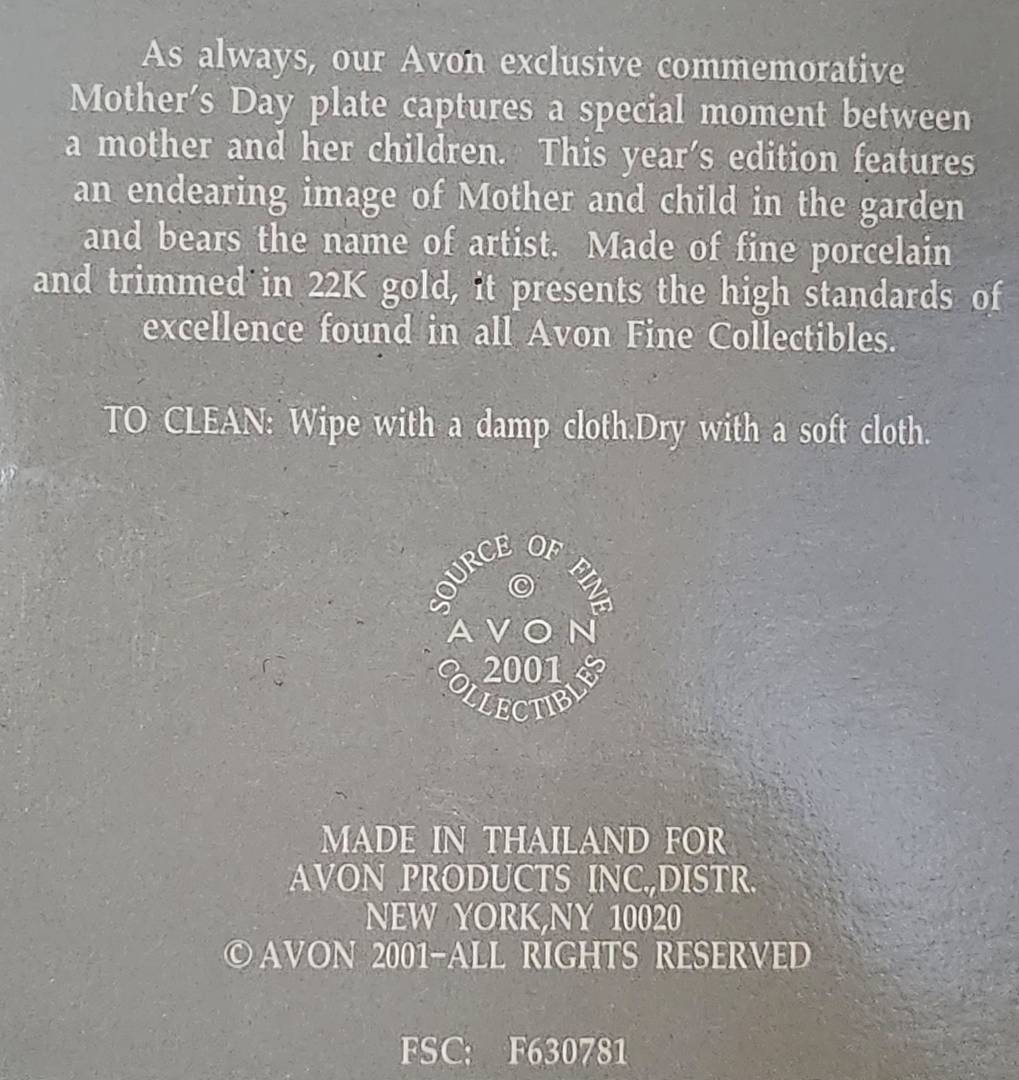 As always, our Avon exclusive commemorative
Mother's Day plate captures a special moment between
a mother and her children. This year's edition features
an endearing image of Mother and child in the garden
and bears the name of artist. Made of fine porcelain
and trimmed in 22K gold, it presents the high standards of
excellence found in all Avon Fine Collectibles.
TO CLEAN: Wipe with a damp cloth.Dry with a soft cloth.
SOURCE OF FINE
©
AVON
2001
COLLECTIBLES
MADE IN THAILAND FOR
AVON PRODUCTS INC.,DISTR.
NEW YORK,NY 10020
© AVON 2001-ALL RIGHTS RESERVED
FSC: F630781